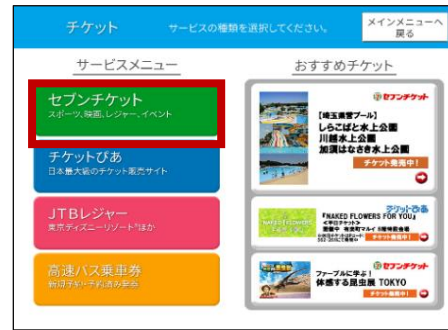 チケット
サービスの種類を選択してください。
メインメニューへ
戻る
サービスメニュー
おすすめチケット
セブンチケット
スポーツ、映画、レジャー、イベント
チケットぴあ
日本最大級のチケット販売サイト
JTBレジャー
東京ディズニーリゾート®ほか
高速バス乗車券
新規予約・予約済み発券
セブンチケット
【埼玉県営プール】
しらこばと水上公園
川越水上公園
加須はなさき水上公園
チケット発売中！
チケットぴあ
『NAKED FLOWERS FOR YOU』
<平日チケット>
チケット発売中！
セブンチケット
ファーブルに学ぶ！
体感する昆虫展 TOKYO
チケット発売中！